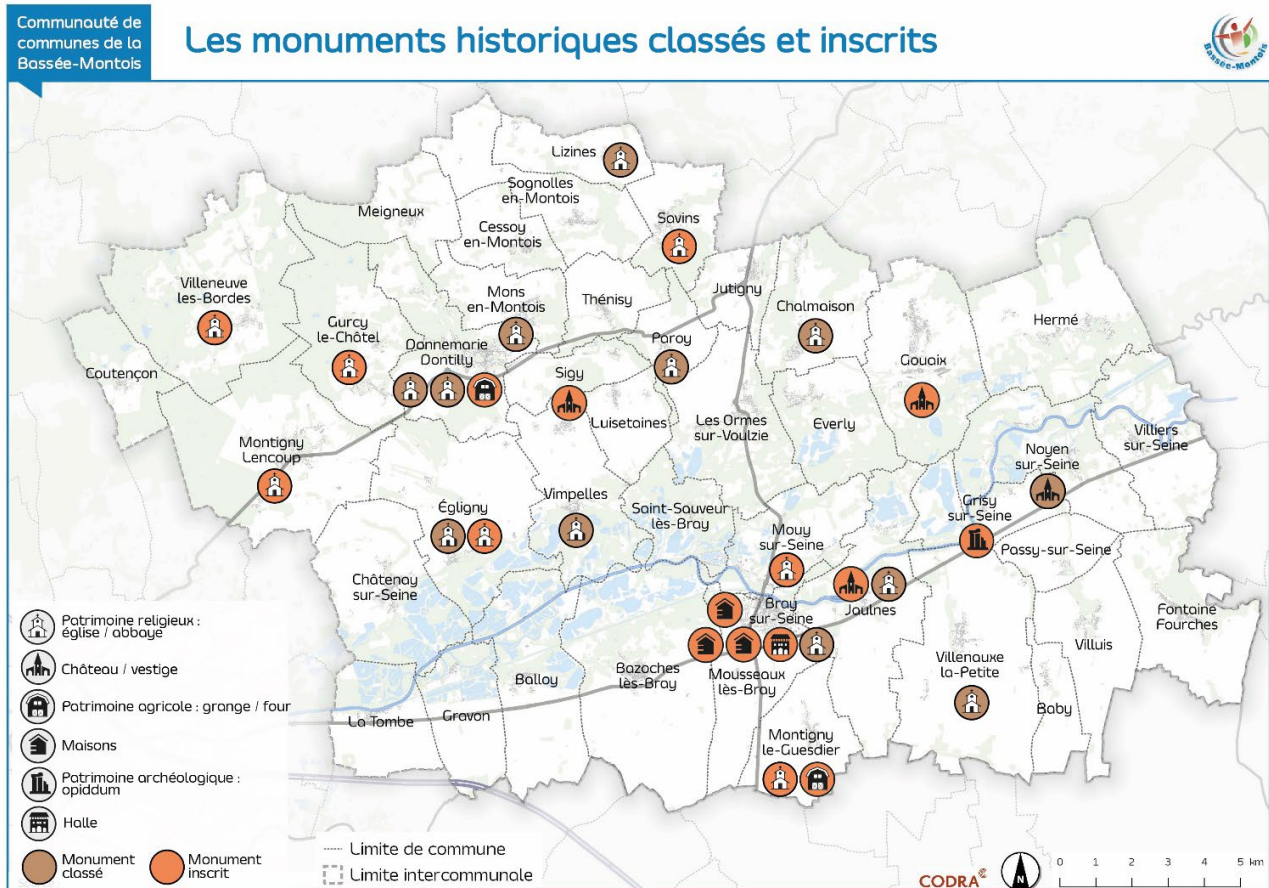 Communauté de
communes de la
Bassée-Montois
Les monuments historiques classés et inscrits
Bassée-Montois
Lizines
Sognolles
en-Montois
Meigneux
Savins
Cessoy
en-Montois
Villeneuve
les-Bordes
Mons
en-Montois
Thénisy
Jutigny
Chalmaison
Hermé
Gurcy
le-Châtel
Dannemarie
Dontilly
Paroy
Gouaix
Coutençon
Sigy
Luisetaines
Les Ormes
sur-Voulzie
Everly
Villiers
sur-Seine
Montigny
Lencoup
Noyen
sur-Seine
Égligny
Vimpelles
Saint-Sauveur
lès-Bray
Grisy
sur-Seine
Mouy
sur-Seine
Passy-sur-Seine
Châtenay
sur-Seine
Bray
sur-Seine
Jaulnes
Fontaine
Fourches
Villuis
Bazoches
lès-Bray
Mousseaux
lès-Bray
Villenauxe
la-Petite
Balloy
Baby
La Tombe
Gravon
Montigny
le-Guesdier
Patrimoine religieux :
église / abbaye
Château / vestige
Patrimoine agricole : grange / four
Maisons
Patrimoine archéologique :
opiddum
Halle
Monument
classé
Monument
inscrit
Limite de commune
Limite intercommunale
CODRA
N
0 1 2 3 4 5 km